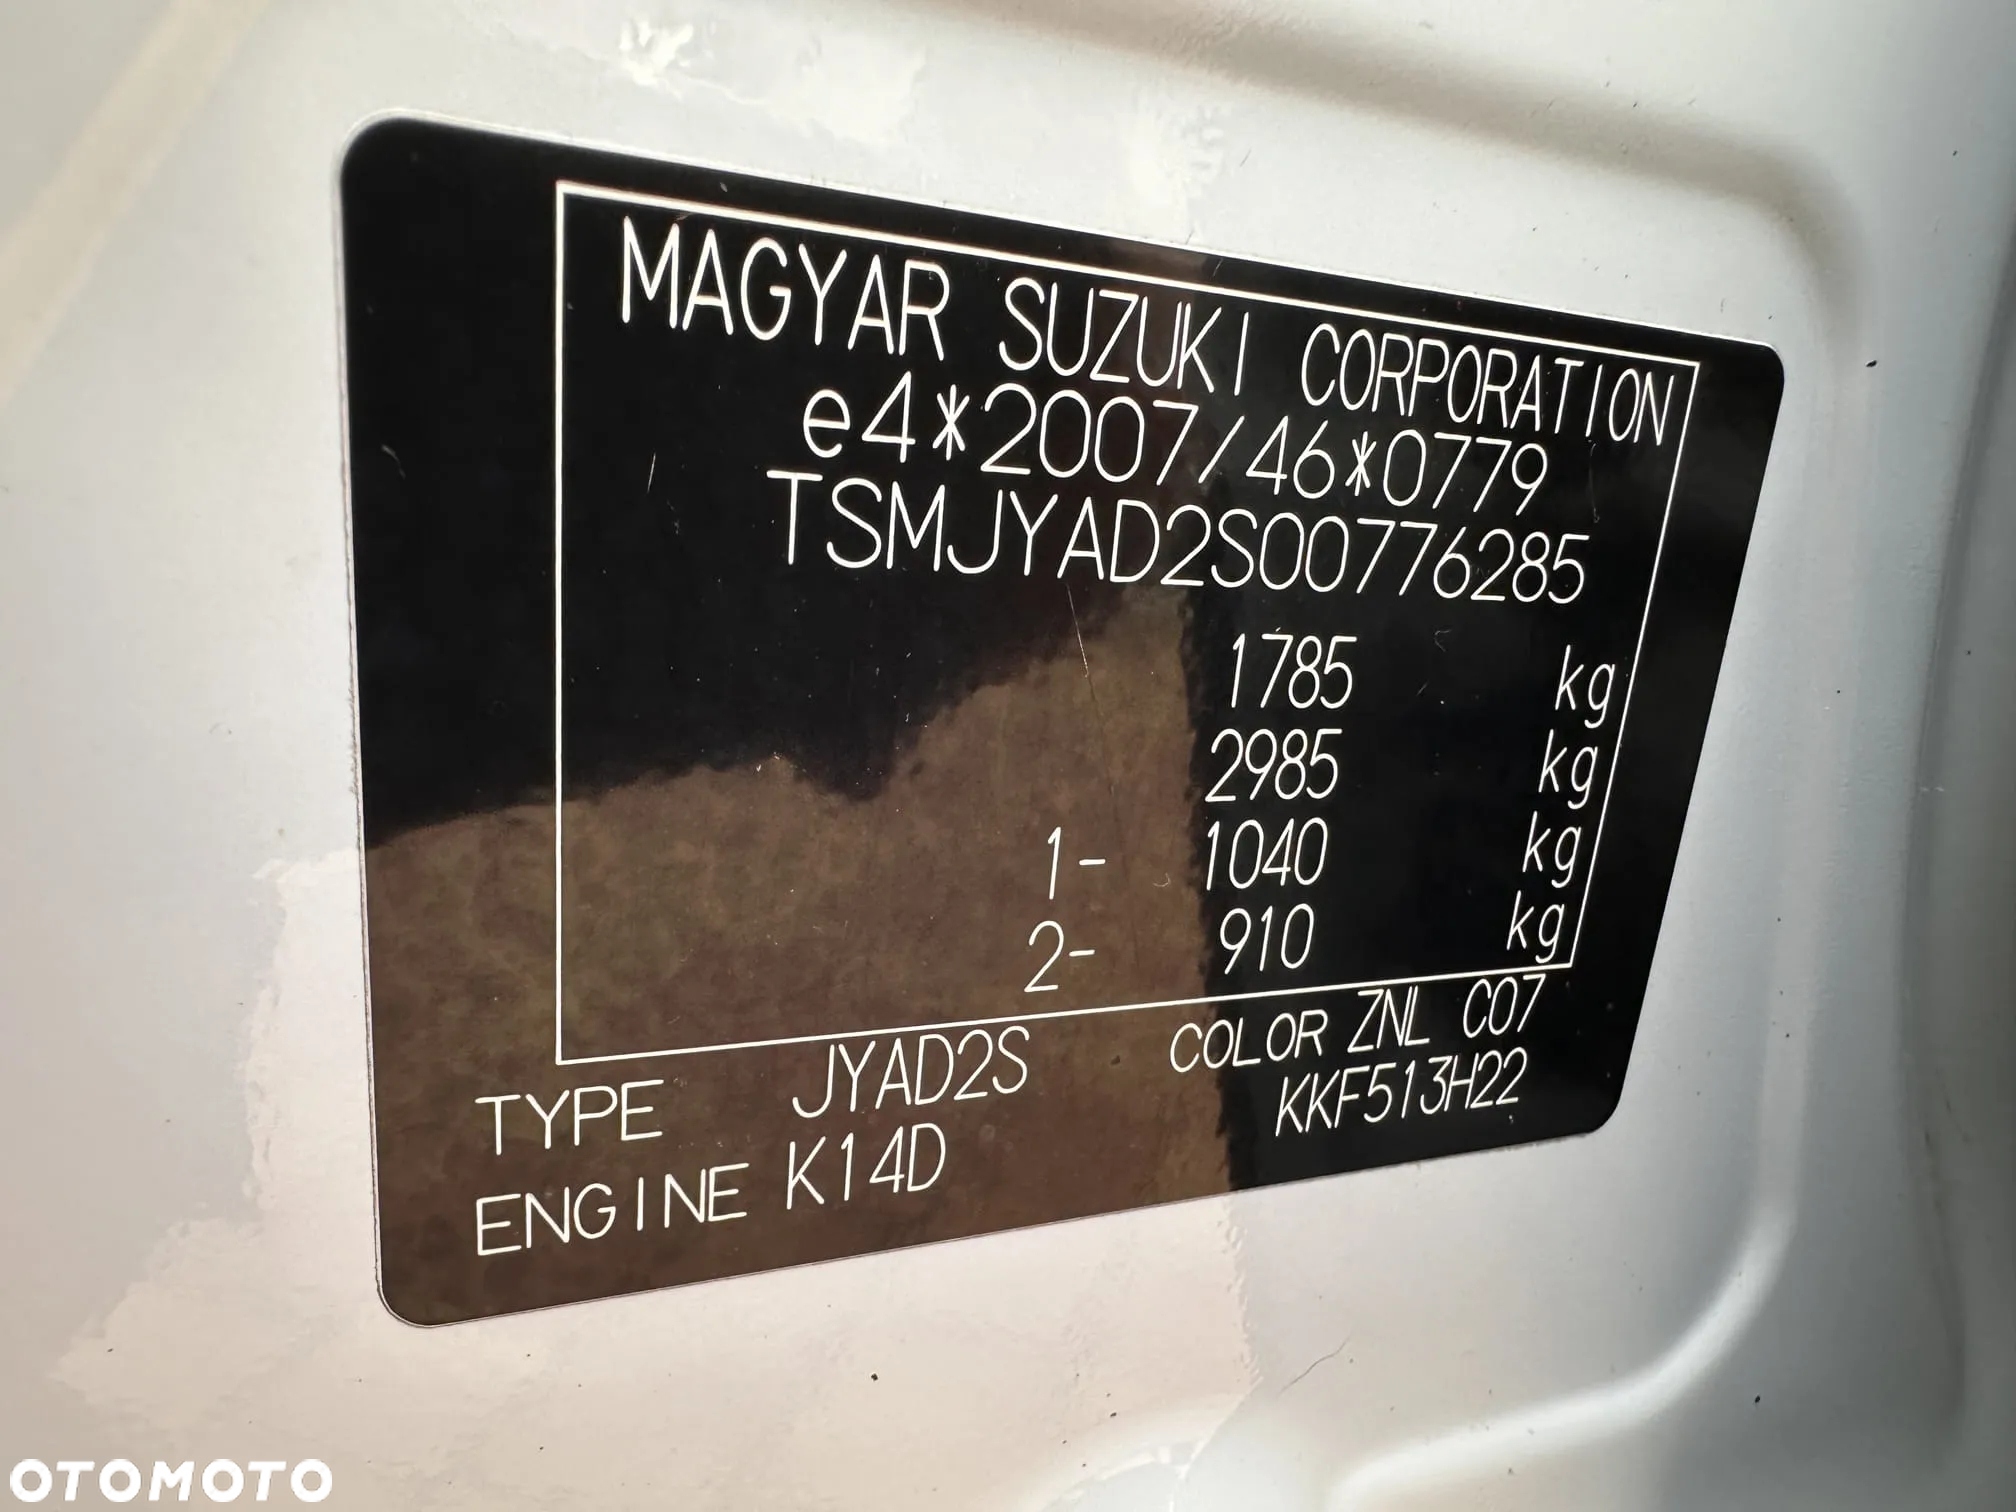 MAGYAR SUZUKI CORPORATION
e4*2007/46*0779
TSMJYAD2S00776285
1785 kg
2985 kg
1- 1040 kg
2- 910 kg
TYPE JYAD2S COLOR ZNL C07
ENGINE K14D KKF513H22
OTOMOTO